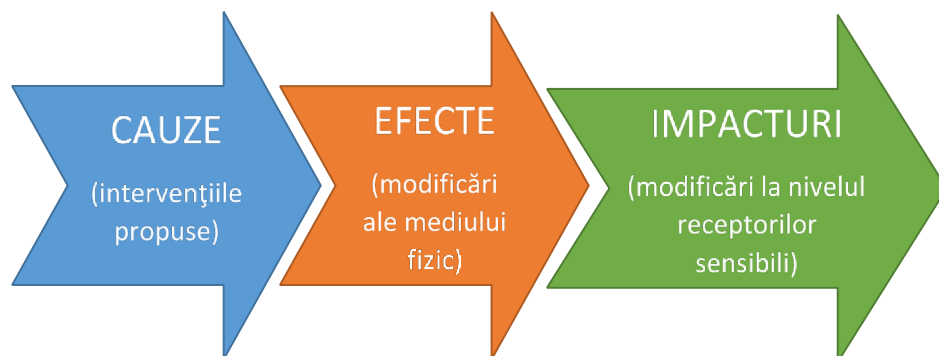 CAUZE
(intervenţiile
propuse)
EFECTE
(modificări
ale mediului
fizic)
IMPACTURI
(modificări la nivelul
receptorilor
sensibili)